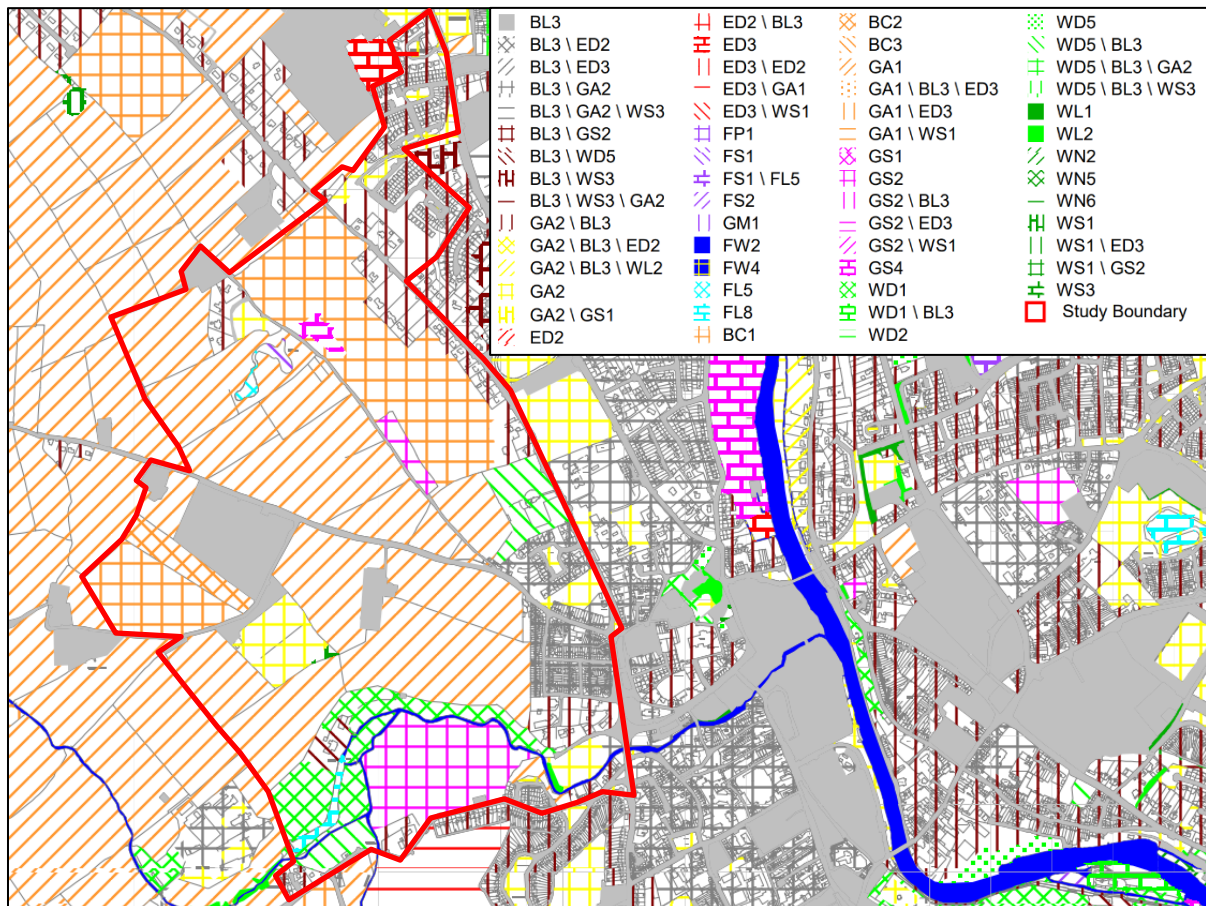 BL3
BL3 \ ED2
BL3 \ ED3
BL3 \ GA2
BL3 \ GA2 \ WS3
BL3 \ GS2
BL3 \ WD5
BL3 \ WS3
BL3 \ WS3 \ GA2
GA2 \ BL3
GA2 \ BL3 \ ED2
GA2 \ BL3 \ WL2
GA2
GA2 \ GS1
ED2
ED2 \ BL3
ED3
ED3 \ ED2
ED3 \ GA1
ED3 \ WS1
FP1
FS1
FS1 \ FL5
FS2
GM1
FW2
FW4
FL5
FL8
BC1
BC2
BC3
GA1
GA1 \ BL3 \ ED3
GA1 \ ED3
GA1 \ WS1
GS1
GS2
GS2 \ BL3
GS2 \ ED3
GS2 \ WS1
GS4
WD1
WD1 \ BL3
WD2
WD5
WD5 \ BL3
WD5 \ BL3 \ GA2
WD5 \ BL3 \ WS3
WL1
WL2
WN2
WN5
WN6
WS1
WS1 \ ED3
WS1 \ GS2
WS3
Study Boundary